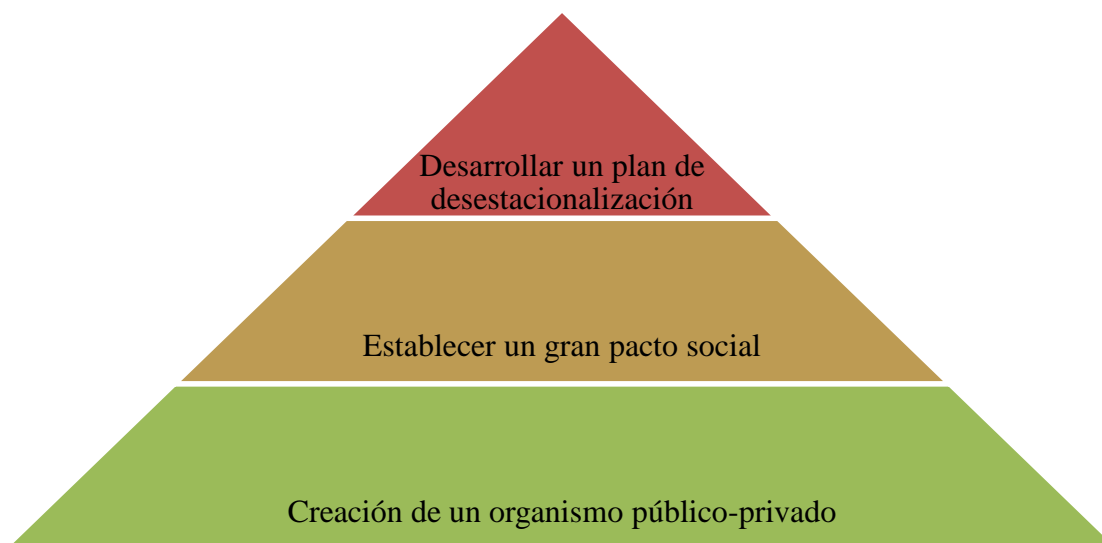 Desarrollar un plan de
desestacionalización
Establecer un gran pacto social
Creación de un organismo público-privado